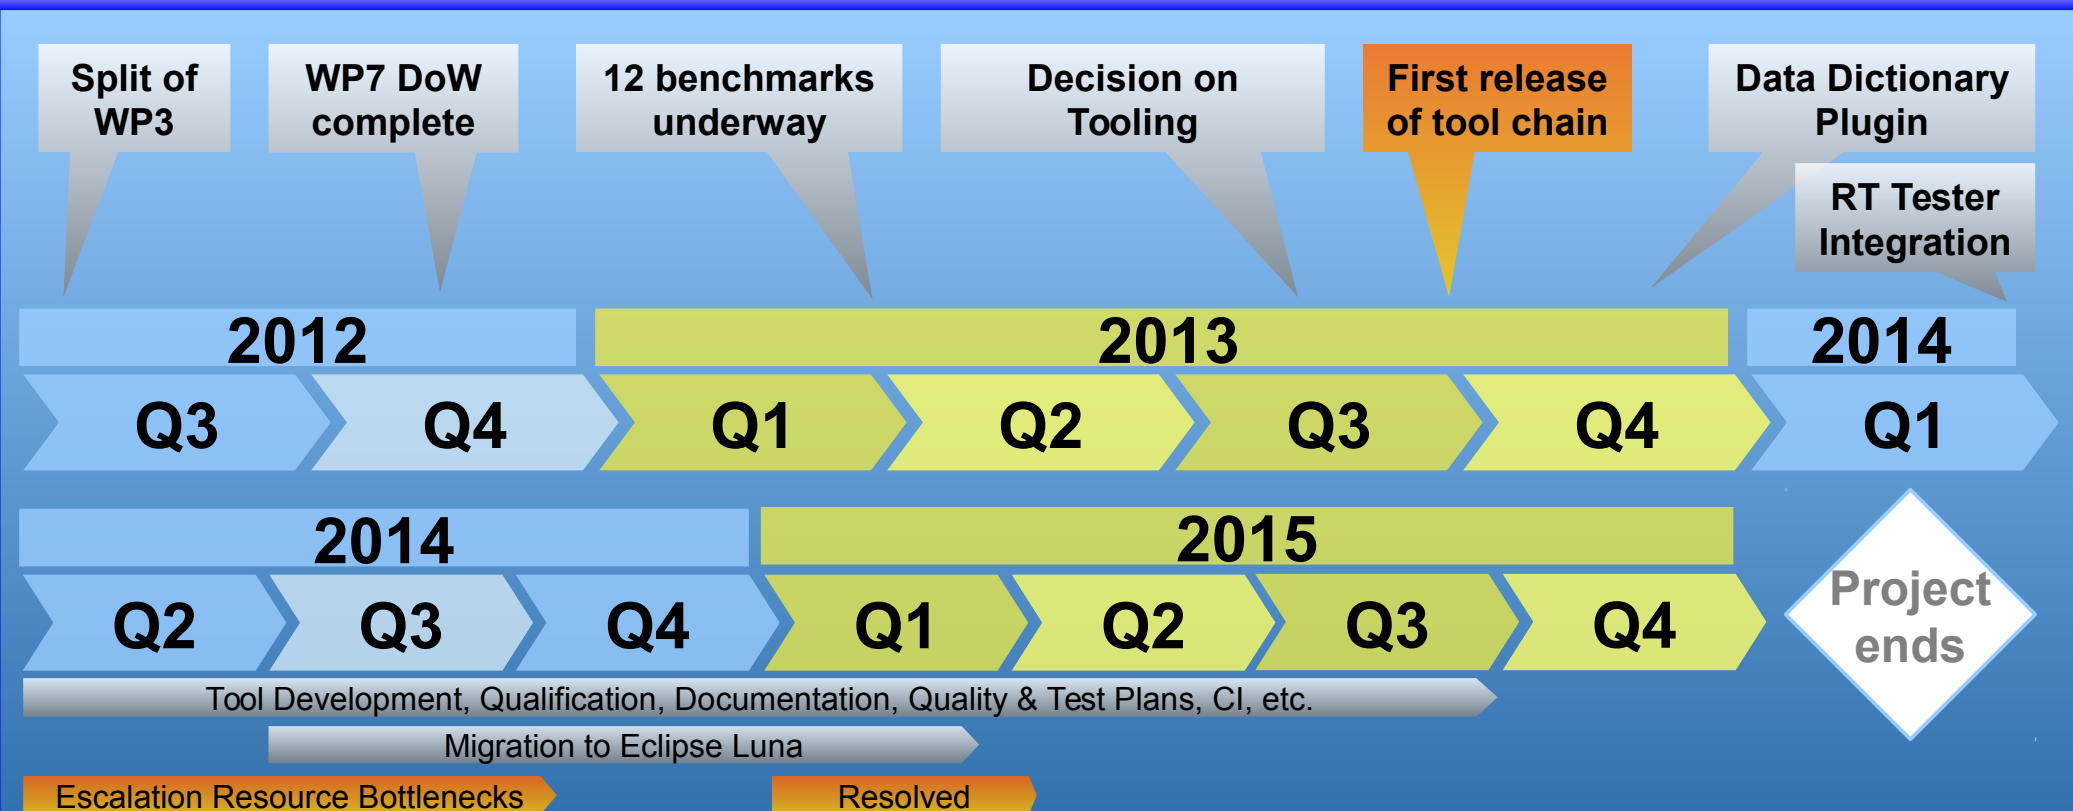 Split of
WP3
WP7 DoW
complete
12 benchmarks
underway
Decision on
Tooling
First release
of tool chain
Data Dictionary
Plugin
RT Tester
Integration
2012
2013
2014
Q3
Q4
Q1
Q2
Q3
Q4
Q1
2014
2015
Q2
Q3
Q4
Q1
Q2
Q3
Q4
Project
ends
Tool Development, Qualification, Documentation, Quality & Test Plans, CI, etc.
Migration to Eclipse Luna
Escalation Resource Bottlenecks
Resolved